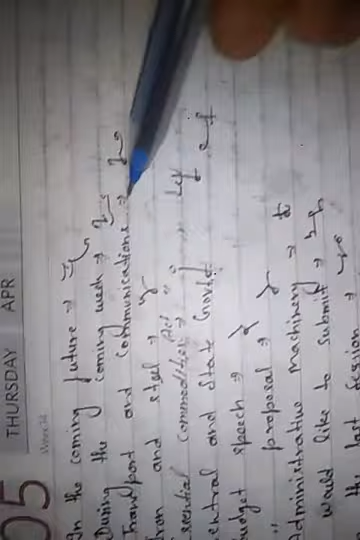 05
THURSDAY APR
In the coming future →
During the coming week →
Transport and communications →
Iron and steel →
Essential Commodities Act →
Central and State Govt.
Budget speech →
" proposal →
Administrative machinery →
would like to submit →
the last session →